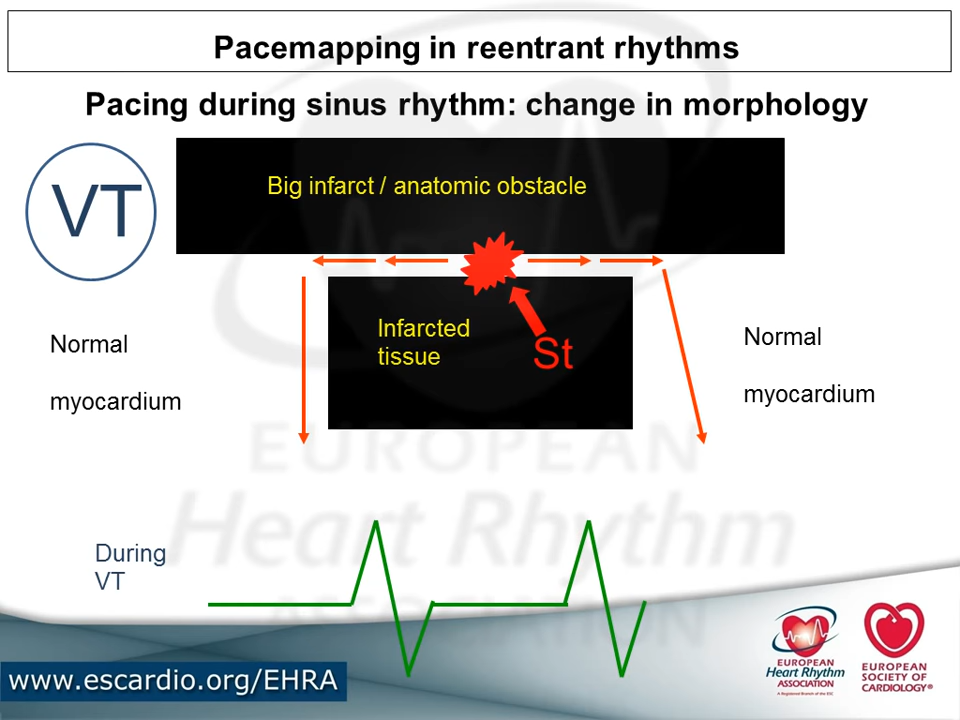 Pacemapping in reentrant rhythms
Pacing during sinus rhythm: change in morphology
VT
Big infarct / anatomic obstacle
Infarcted
tissue
St
Normal
myocardium
Normal
myocardium
EUROPEAN
Heart Rhythm
ASSOCIATION
During
VT
www.escardio.org/EHRA
EUROPEAN
Heart Rhythm
ASSOCIATION
A Registered Branch of the ESC
EUROPEAN
SOCIETY OF
CARDIOLOGY®